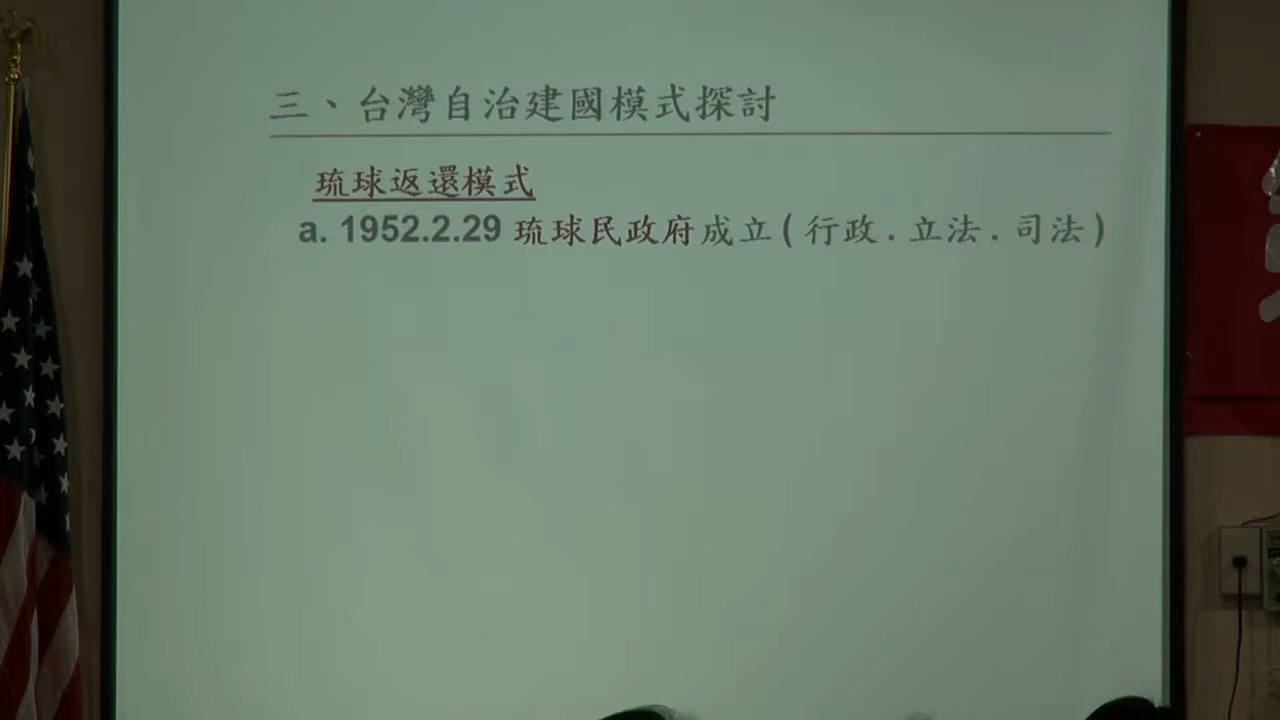 三、台灣自治建國模式探討
琉球返還模式
a. 1952.2.29 琉球民政府成立(行政.立法.司法)